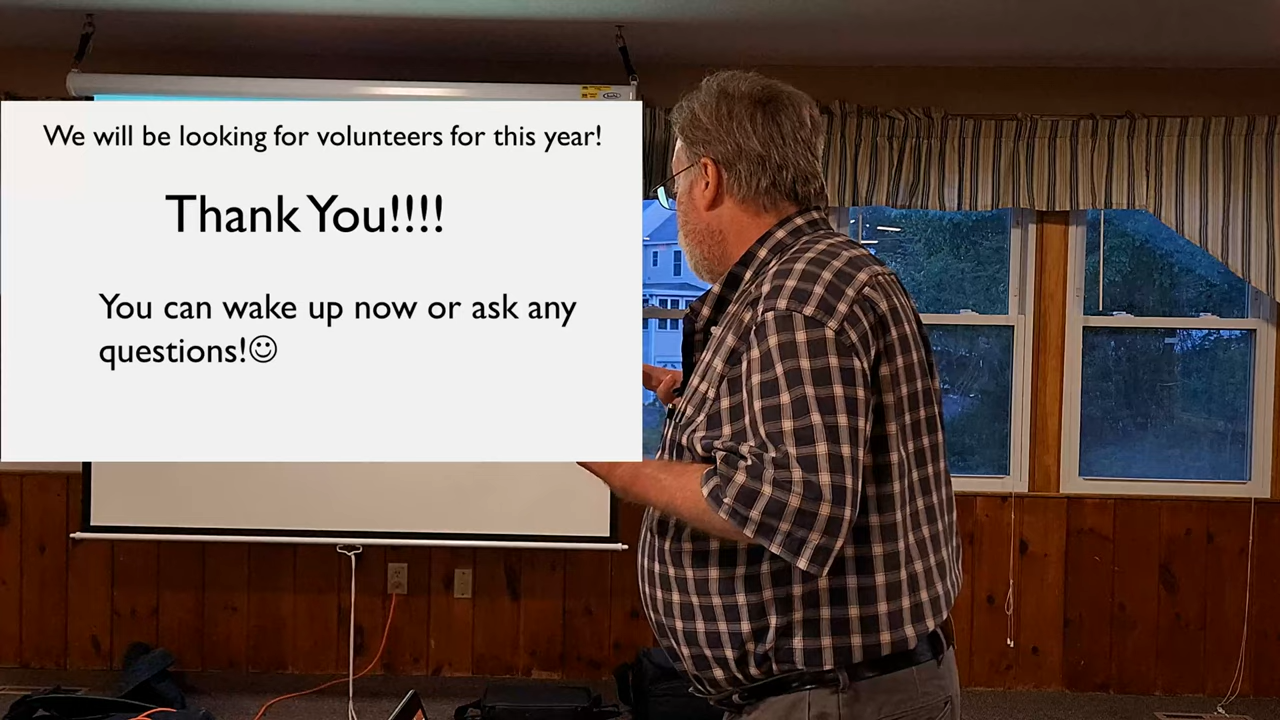 We will be looking for volunteers for this year!
Thank You!!!!
You can wake up now or ask any
questions!☺